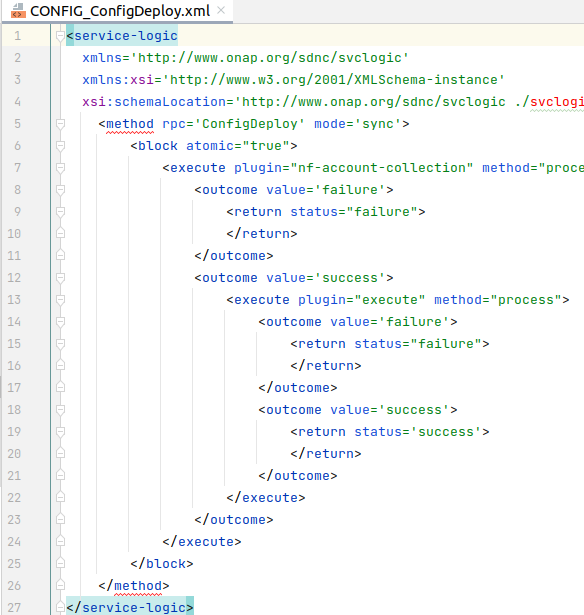 CONFIG_ConfigDeploy.xml
1 <service-logic
2 xmlns='http://www.onap.org/sdnc/svclogic'
3 xmlns:xsi='http://www.w3.org/2001/XMLSchema-instance'
4 xsi:schemaLocation='http://www.onap.org/sdnc/svclogic ./svclogi
5 <method rpc='ConfigDeploy' mode='sync'>
6 <block atomic="true">
7 <execute plugin="nf-account-collection" method="proce
8 <outcome value='failure'>
9 <return status="failure">
10 </return>
11 </outcome>
12 <outcome value='success'>
13 <execute plugin="execute" method="process">
14 <outcome value='failure'>
15 <return status="failure">
16 </return>
17 </outcome>
18 <outcome value='success'>
19 <return status='success'>
20 </return>
21 </outcome>
22 </execute>
23 </outcome>
24 </execute>
25 </block>
26 </method>
27 </service-logic>